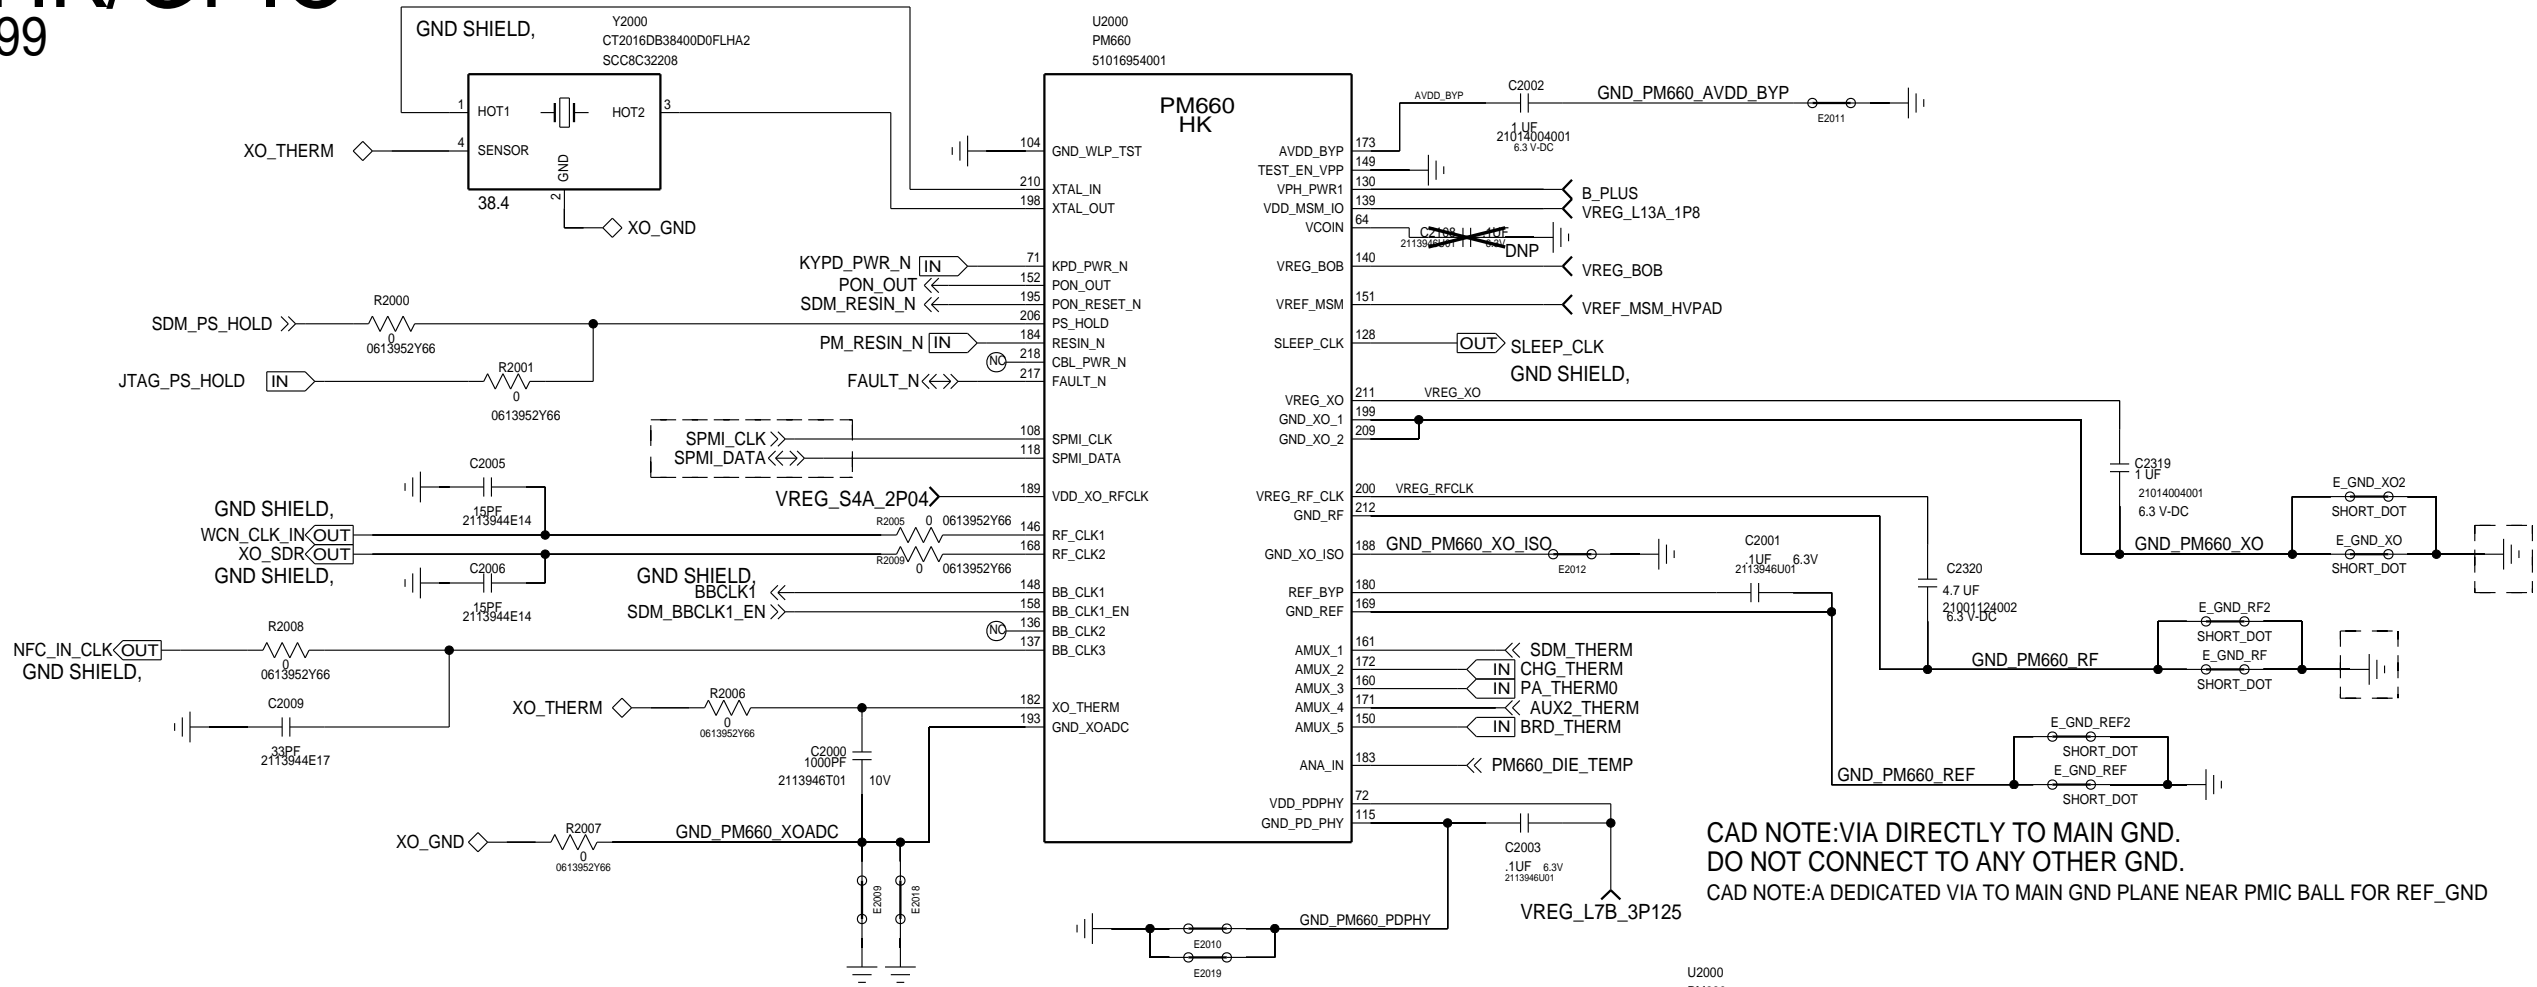 99
GND SHIELD,
Y2000
CT2016DB38400D0FLHA2
SCC8C32208
1
HOT1
HOT2
3
4
SENSOR
GND
2
38.4
XO_THERM
XO_GND
U2000
PM660
51016954001
PM660
HK
104
GND_WLP_TST
210
XTAL_IN
198
XTAL_OUT
KYPD_PWR_N
IN
71
KPD_PWR_N
PON_OUT
152
PON_OUT
SDM_RESIN_N
195
PON_RESET_N
SDM_PS_HOLD
R2000
0
0613952Y66
206
PS_HOLD
PM_RESIN_N
IN
184
RESIN_N
NC
218
CBL_PWR_N
JTAG_PS_HOLD
IN
R2001
0
0613952Y66
FAULT_N
217
FAULT_N
SPMI_CLK
108
SPMI_CLK
SPMI_DATA
118
SPMI_DATA
C2005
15PF
2113944E14
VREG_S4A_2P04
189
VDD_XO_RFCLK
GND SHIELD,
WCN_CLK_IN
OUT
R2005
0
0613952Y66
146
RF_CLK1
XO_SDR
OUT
R2009
0
0613952Y66
168
RF_CLK2
GND SHIELD,
C2006
15PF
2113944E14
GND SHIELD,
BBCLK1
148
BB_CLK1
SDM_BBCLK1_EN
158
BB_CLK1_EN
NC
136
BB_CLK2
137
BB_CLK3
NFC_IN_CLK
OUT
GND SHIELD,
R2008
0
0613952Y66
C2009
33PF
2113944E17
XO_THERM
R2006
0
0613952Y66
182
XO_THERM
193
GND_XOADC
C2000
1000PF
2113946T01
10V
XO_GND
R2007
0
0613952Y66
GND_PM660_XOADC
E2009
E2018
AVDD_BYP
173
AVDD_BYP
C2002
1 UF
21014004001
6.3 V-DC
GND_PM660_AVDD_BYP
E2011
TEST_EN_VPP
149
VPH_PWR1
130
B_PLUS
VDD_MSM_IO
139
VREG_L13A_1P8
VCOIN
64
.1UF
DNP
VREG_BOB
140
VREG_BOB
VREF_MSM
151
VREF_MSM_HVPAD
SLEEP_CLK
128
OUT
SLEEP_CLK
GND SHIELD,
VREG_XO
211
VREG_XO
GND_XO_1
199
GND_XO_2
209
C2319
1 UF
21014004001
6.3 V-DC
VREG_RF_CLK
200
VREG_RFCLK
GND_RF
212
GND_XO_ISO
188
GND_PM660_XO_ISO
E2012
C2001
.1UF
6.3V
2113946U01
E_GND_XO2
SHORT_DOT
GND_PM660_XO
E_GND_XO
SHORT_DOT
REF_BYP
180
GND_REF
169
C2320
4.7 UF
21001124002
6.3 V-DC
AMUX_1
161
SDM_THERM
AMUX_2
172
IN
CHG_THERM
AMUX_3
160
IN
PA_THERM0
AMUX_4
171
AUX2_THERM
AMUX_5
150
IN
BRD_THERM
E_GND_RF2
SHORT_DOT
GND_PM660_RF
E_GND_RF
SHORT_DOT
ANA_IN
183
PM660_DIE_TEMP
E_GND_REF2
SHORT_DOT
GND_PM660_REF
E_GND_REF
SHORT_DOT
VDD_PDPHY
72
GND_PD_PHY
115
C2003
.1UF
6.3V
2113946U01
VREG_L7B_3P125
GND_PM660_PDPHY
E2010
E2019
CAD NOTE:VIA DIRECTLY TO MAIN GND.
DO NOT CONNECT TO ANY OTHER GND.
CAD NOTE:A DEDICATED VIA TO MAIN GND PLANE NEAR PMIC BALL FOR REF_GND
U2000